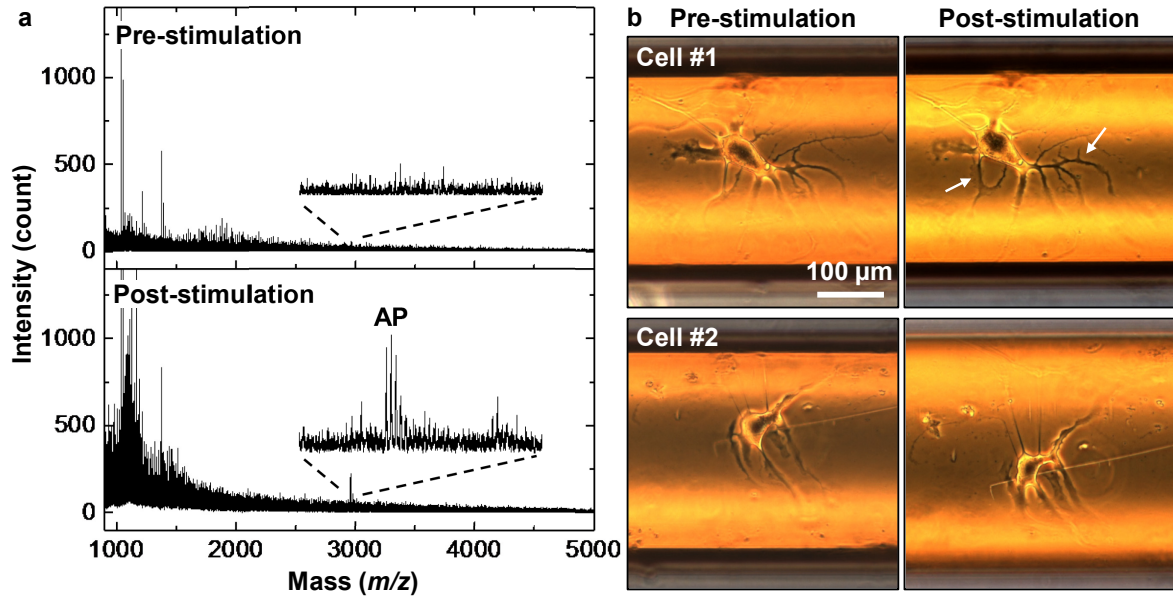 a
Pre-stimulation
1000
500
0
Post-stimulation
AP
1000
500
0
1000 2000 3000 4000 5000
Intensity (count)
Mass (m/z)
b
Pre-stimulation Post-stimulation
Cell #1
100 µm
Cell #2